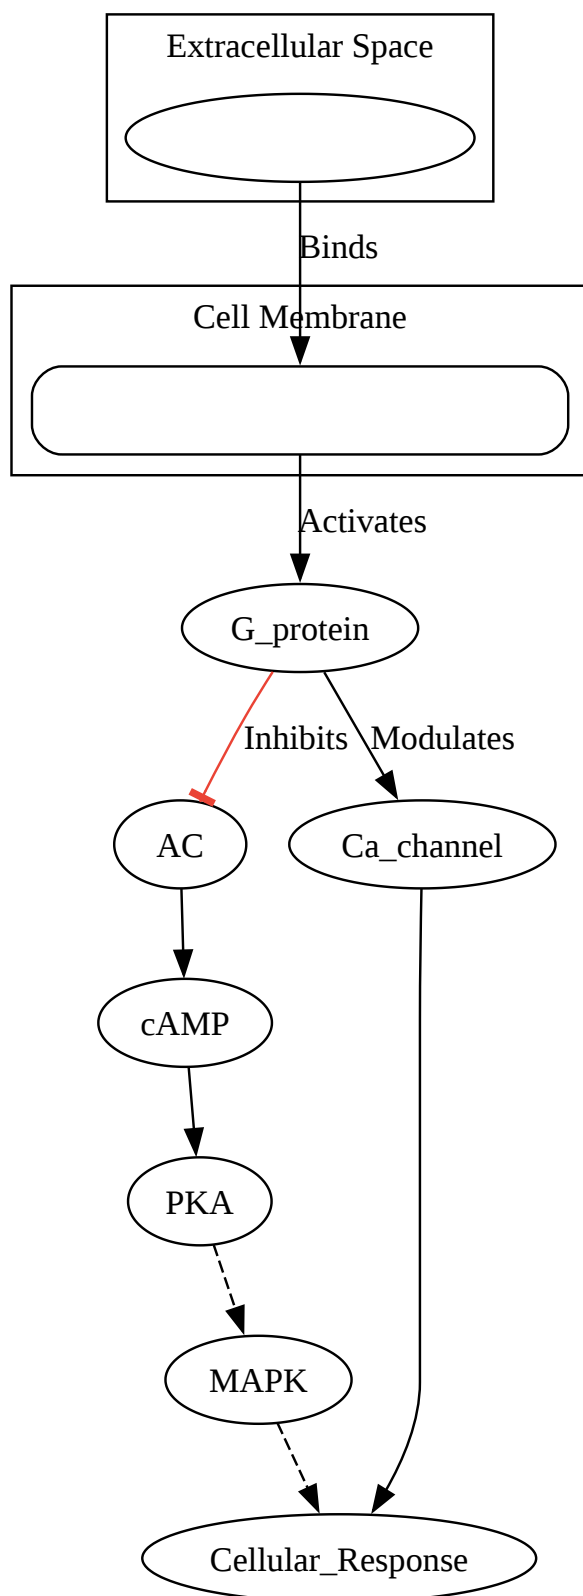 Extracellular Space
Binds
Cell Membrane
Activates
G_protein
Inhibits
Modulates
AC
Ca_channel
cAMP
PKA
MAPK
Cellular_Response